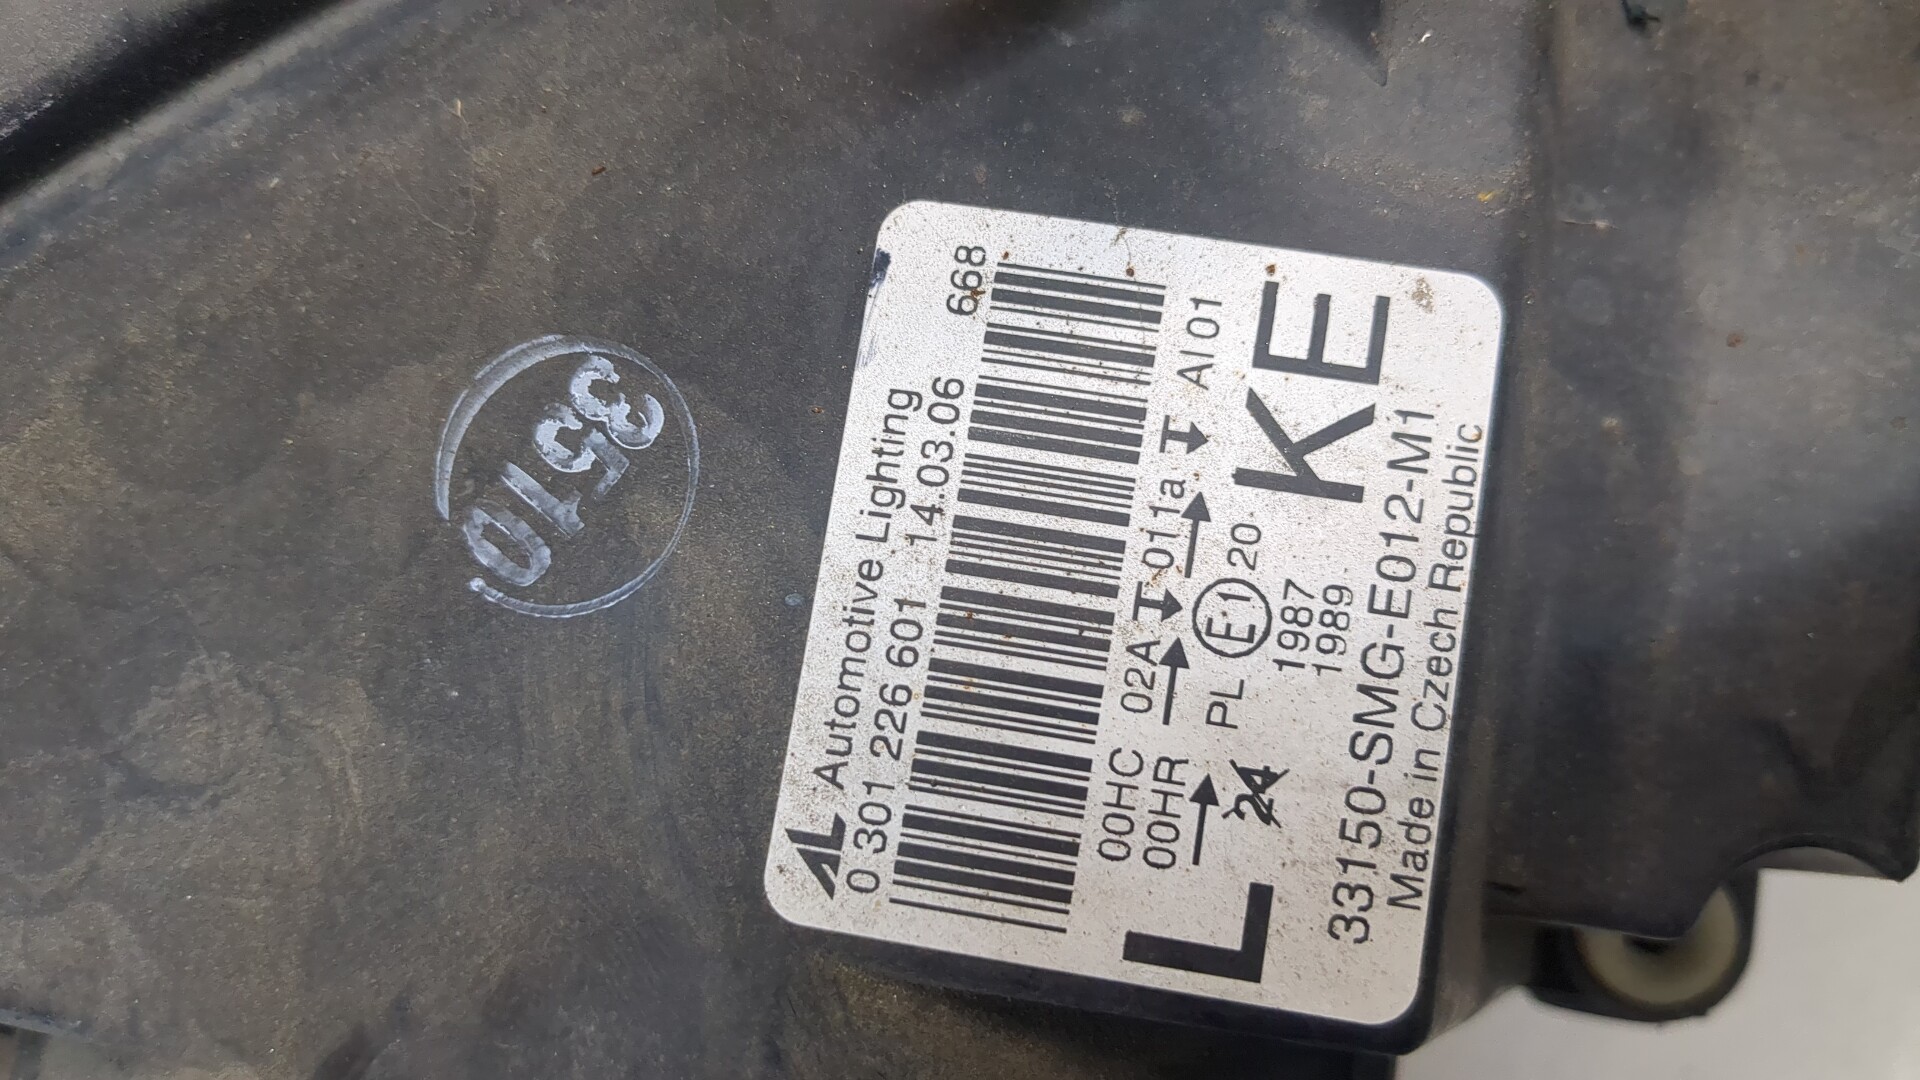 3510
AL Automotive Lighting
0 301 226 601 14.03.06 668
00HC 02A 011a AI 01
00HR
PL E1 20
24
1987
1989
L KE
33150-SMG-E012-M1
Made in Czech Republic